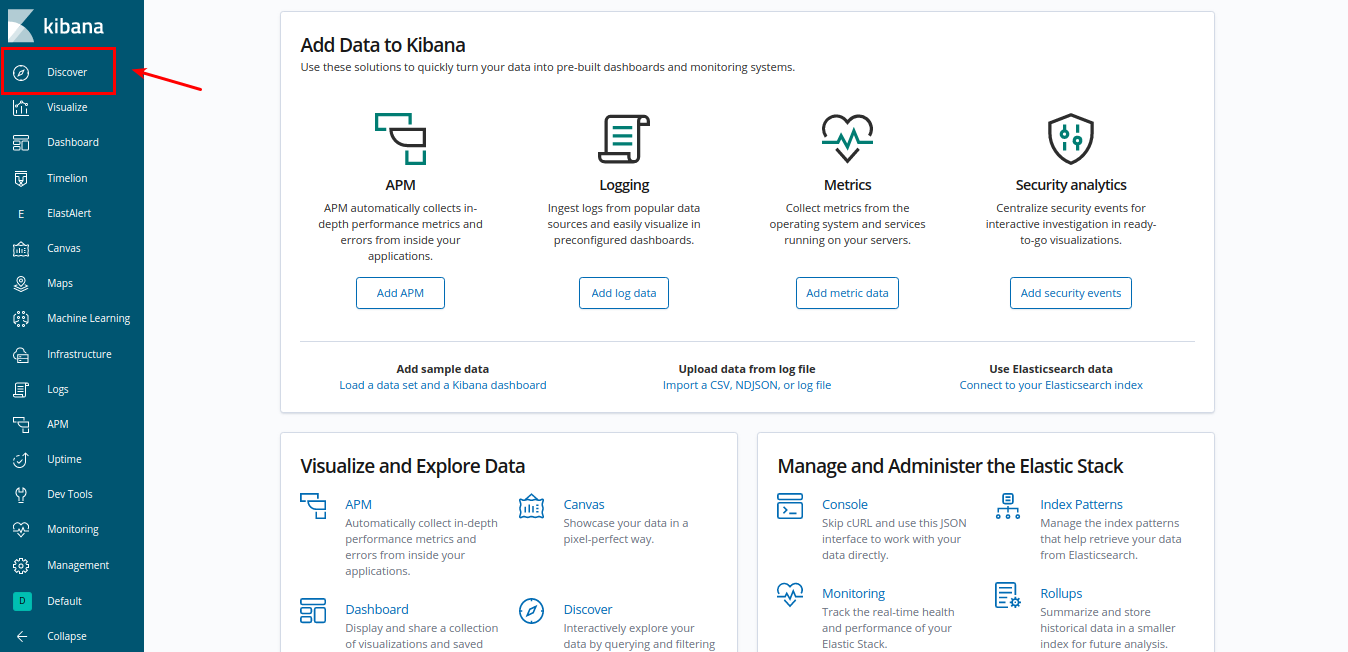 kibana
Discover
Visualize
Dashboard
Timelion
E ElastAlert
Canvas
Maps
Machine Learning
Infrastructure
Logs
APM
Uptime
Dev Tools
Monitoring
Management
D Default
Collapse
Add Data to Kibana
Use these solutions to quickly turn your data into pre-built dashboards and monitoring systems.
APM
APM automatically collects in-
depth performance metrics and
errors from inside your
applications.
Add APM
Logging
Ingest logs from popular data
sources and easily visualize in
preconfigured dashboards.
Add log data
Metrics
Collect metrics from the
operating system and services
running on your servers.
Add metric data
Security analytics
Centralize security events for
interactive investigation in ready-
to-go visualizations.
Add security events
Add sample data
Load a data set and a Kibana dashboard
Upload data from log file
Import a CSV, NDJSON, or log file
Use Elasticsearch data
Connect to your Elasticsearch index
Visualize and Explore Data
APM
Automatically collect in-depth
performance metrics and
errors from inside your
applications.
Canvas
Showcase your data in a
pixel-perfect way.
Dashboard
Display and share a collection
of visualizations and saved
Discover
Interactively explore your
data by querying and filtering
Manage and Administer the Elastic Stack
Console
Skip cURL and use this JSON
interface to work with your
data directly.
Index Patterns
Manage the index patterns
that help retrieve your data
from Elasticsearch.
Monitoring
Track the real-time health
and performance of your
Elastic Stack.
Rollups
Summarize and store
historical data in a smaller
index for future analysis.